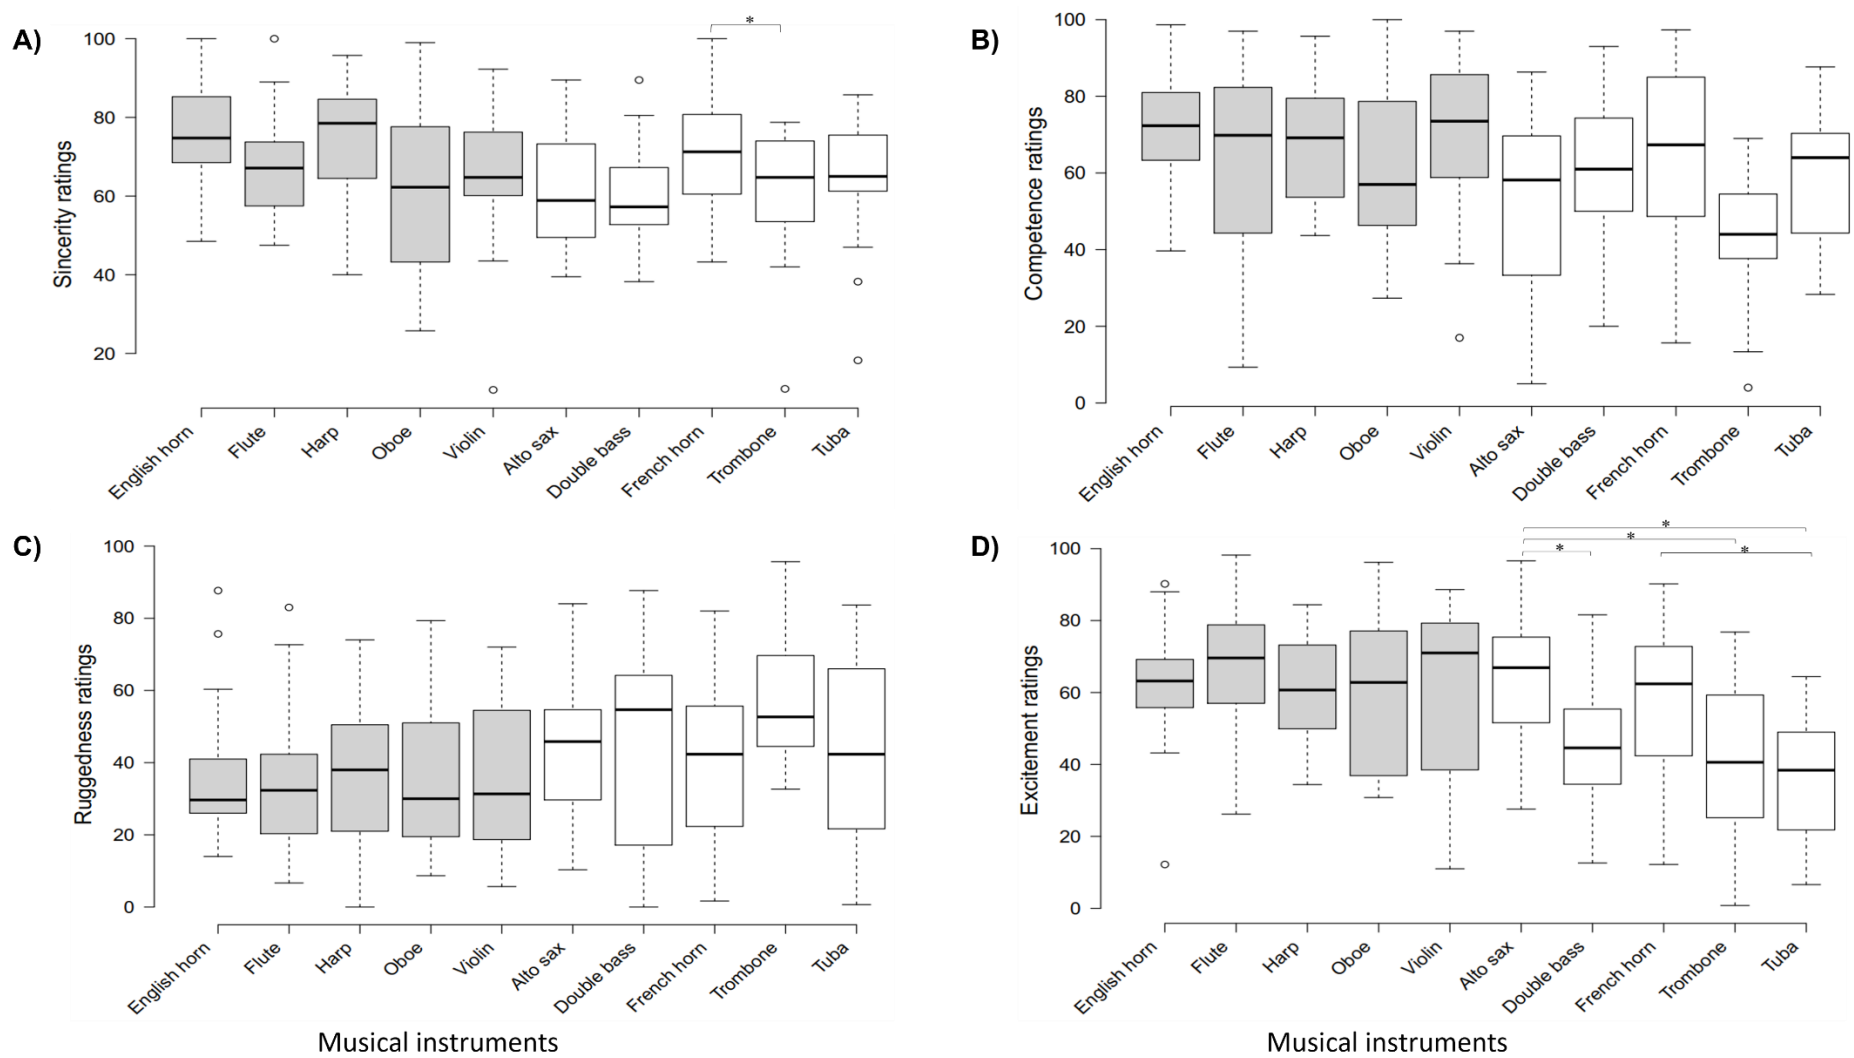 A)
*
Sincerity ratings
100
80
60
40
20
English horn
Flute
Harp
Oboe
Violin
Alto sax
Double bass
French horn
Trombone
Tuba
B)
Competence ratings
100
80
60
40
20
0
English horn
Flute
Harp
Oboe
Violin
Alto sax
Double bass
French horn
Trombone
Tuba
C)
Ruggedness ratings
100
80
60
40
20
0
English horn
Flute
Harp
Oboe
Violin
Alto sax
Double bass
French horn
Trombone
Tuba
Musical instruments
D)
*
*
*
*
Excitement ratings
100
80
60
40
20
0
English horn
Flute
Harp
Oboe
Violin
Alto sax
Double bass
French horn
Trombone
Tuba
Musical instruments